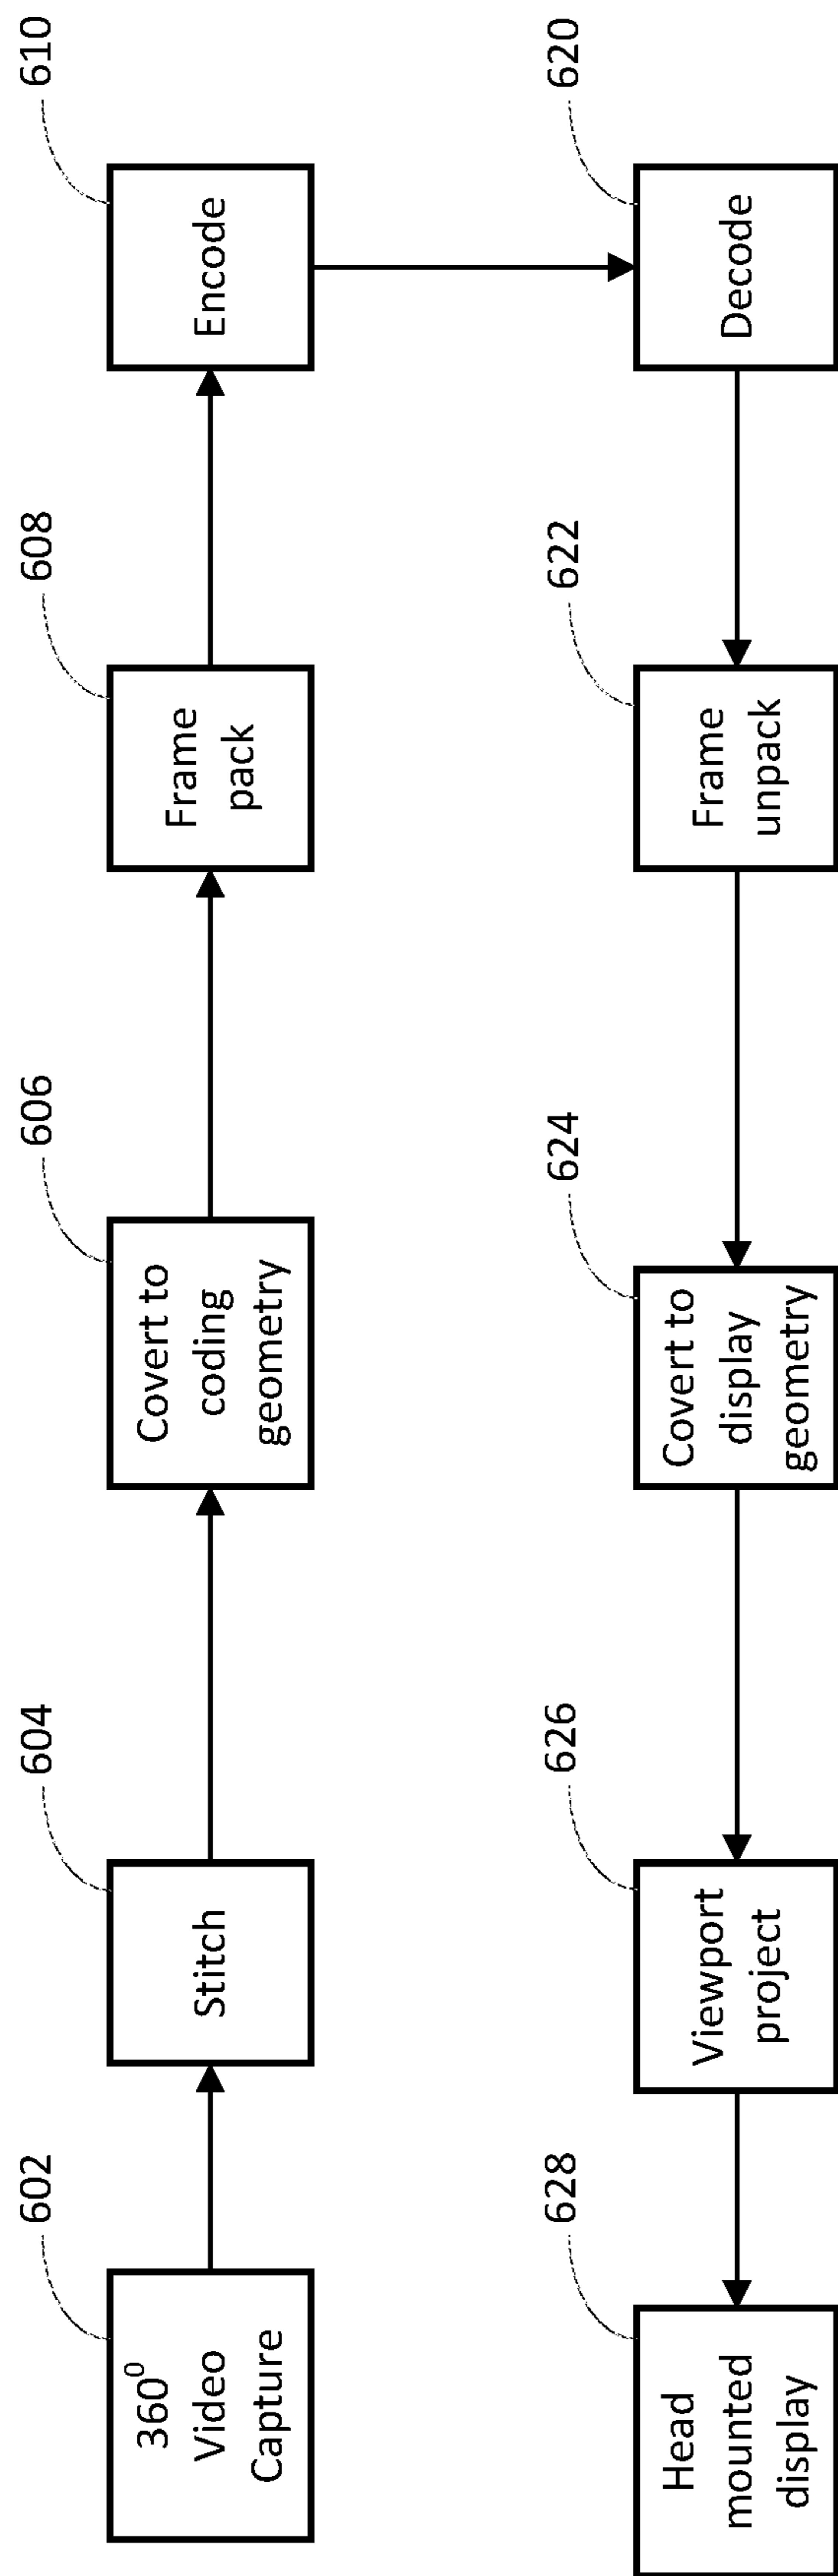 602
360⁰
Video
Capture
604
Stitch
606
Covert to
coding
geometry
608
Frame
pack
610
Encode
628
Head
mounted
display
626
Viewport
project
624
Covert to
display
geometry
622
Frame
unpack
620
Decode